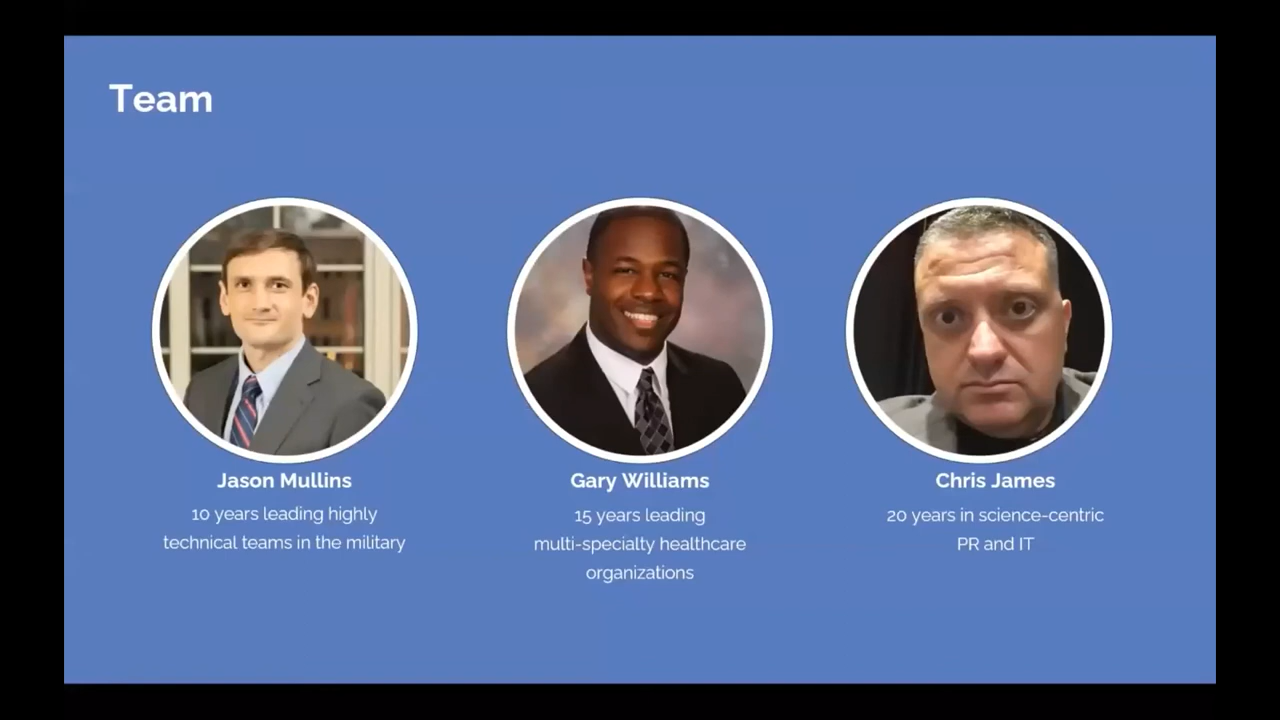 Team
Jason Mullins
10 years leading highly
technical teams in the military
Gary Williams
15 years leading
multi-specialty healthcare
organizations
Chris James
20 years in science-centric
PR and IT